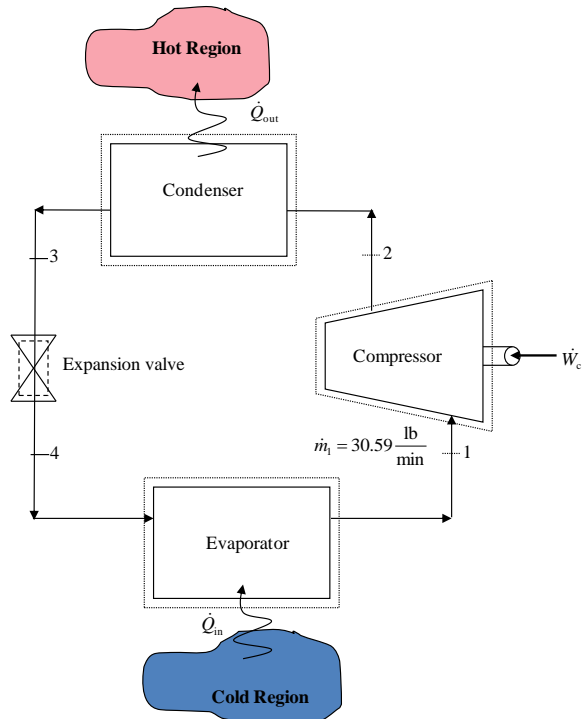 Hot Region
Q̇out
Condenser
3
2
Expansion valve
Compressor
Ẇc
4
ṁ1 = 30.59 lb/min
1
Evaporator
Q̇in
Cold Region